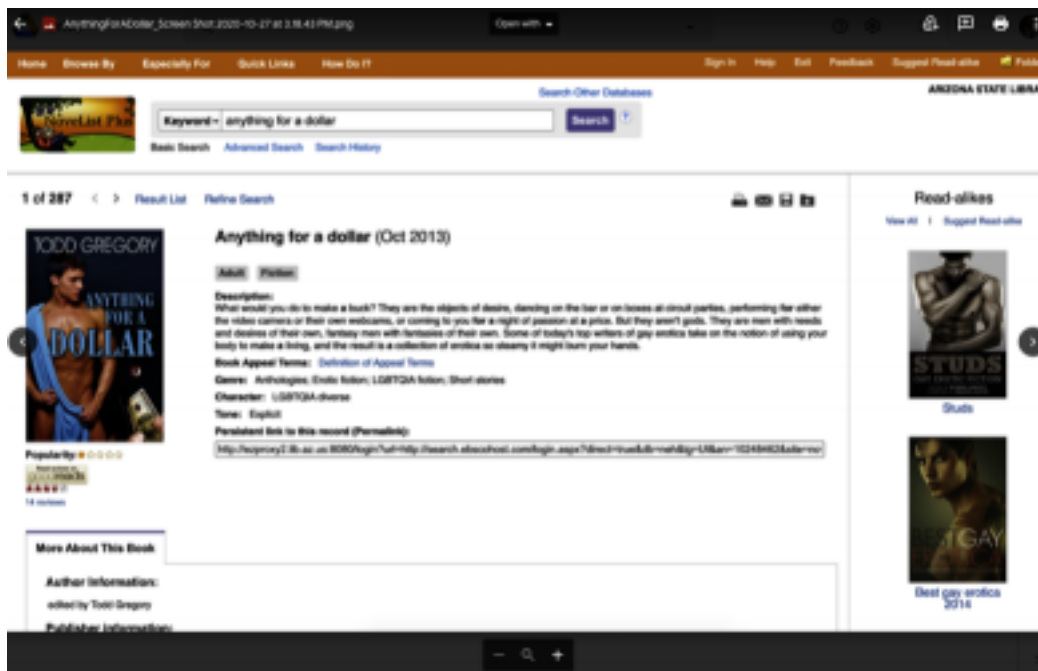 AnythingForADollar_Screen Shot 2020-10-27 at 3.18.43 PM.png
Open with
Home Browse By Especially For Quick Links How Do I?
Sign In Help Exit Feedback Suggest Read-alike Folder
ARIZONA STATE LIBRA
Search Other Databases
NoveList Plus
Keyword anything for a dollar Search
Basic Search Advanced Search Search History
1 of 287 Result List Refine Search
TODD GREGORY
ANYTHING
FOR A
DOLLAR
Anything for a dollar (Oct 2013)
Adult Fiction
Description:
What would you do to make a buck? They are the objects of desire, dancing on the bar or on boxes at circuit parties, performing for either
the video camera or their own webcams, or coming to you for a night of passion at a price. But they aren't gods. They are men with needs
and desires of their own, fantasy men with fantasies of their own. Some of today's top writers of gay erotica take on the notion of using your
body to make a living, and the result is a collection of erotica so steamy it might burn your hands.
Book Appeal Terms: Definition of Appeal Terms
Genre: Anthologies; Erotic fiction; LGBTQIA fiction; Short stories
Character: LGBTQIA diverse
Tone: Explicit
Persistent link to this record (Permalink):
Popularity:
14 reviews
More About This Book
Author Information:
edited by Todd Gregory
Publisher Information:
Read-alikes
View All | Suggest Read-alike
STUDS
Studs
BEST GAY
Best gay erotica
2014